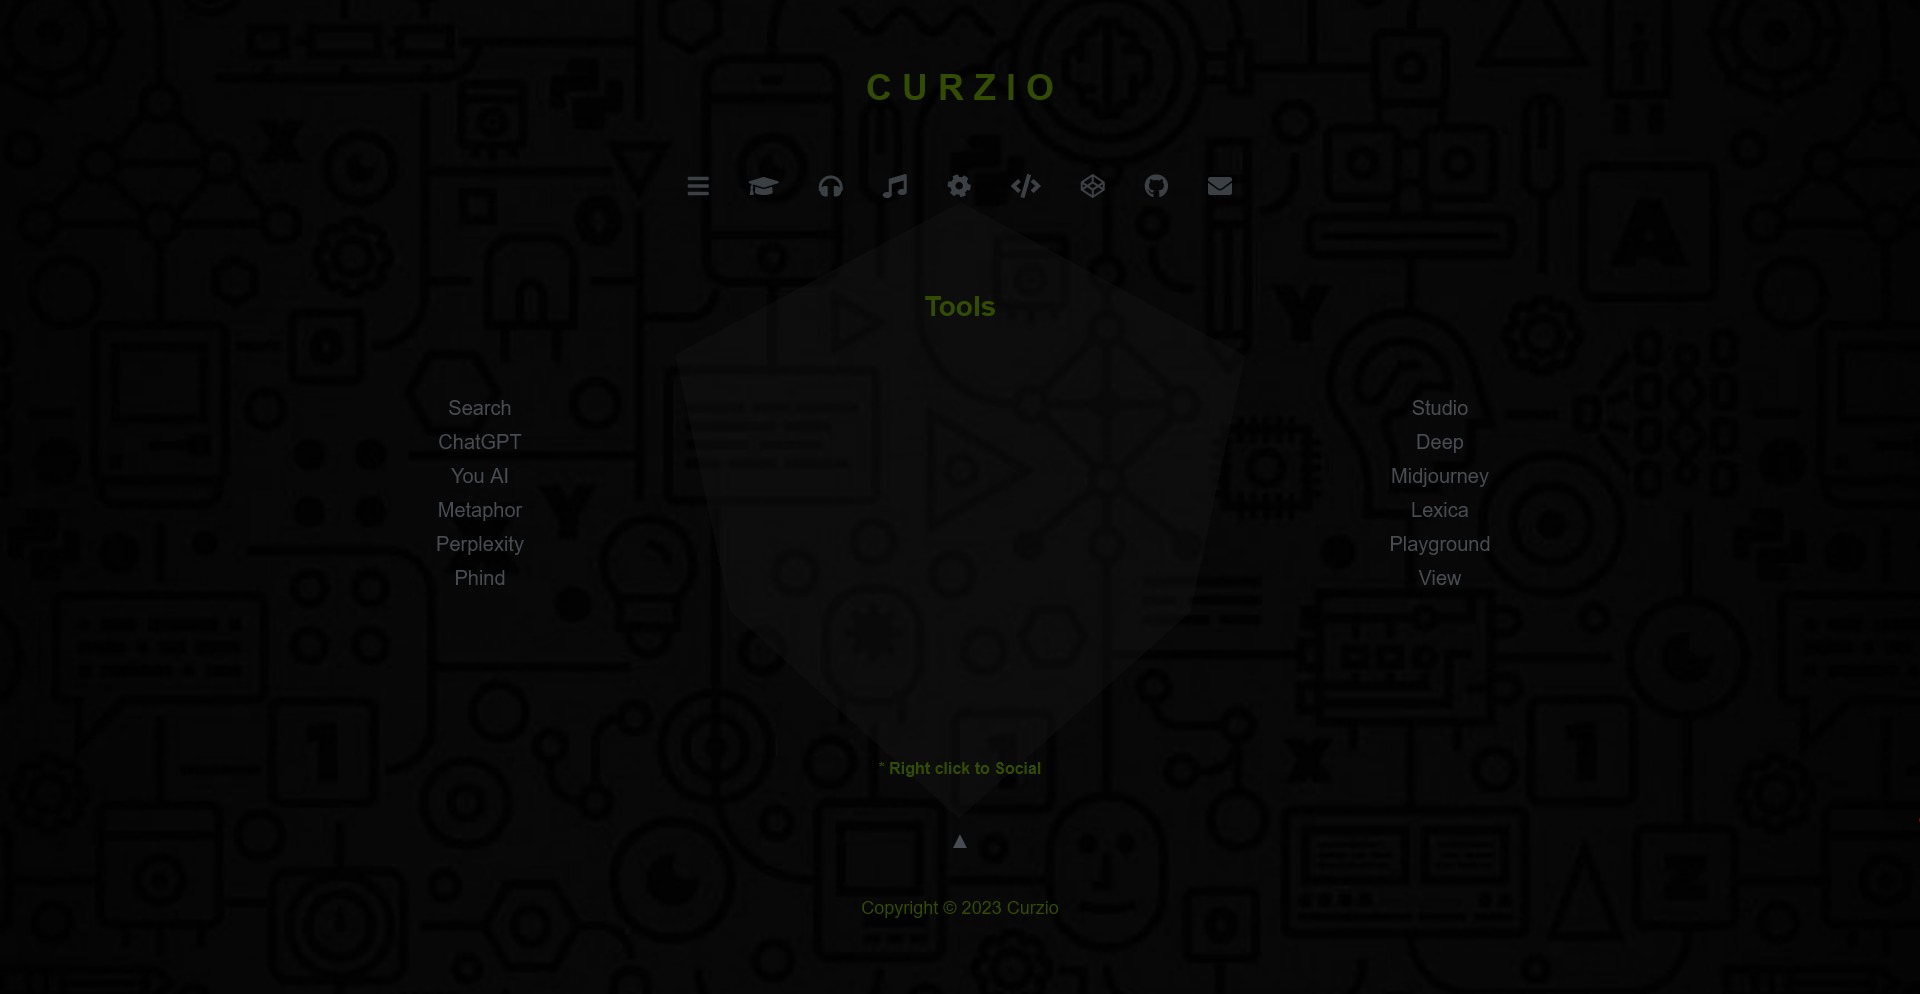 CURZIO
Tools
Search
ChatGPT
You AI
Metaphor
Perplexity
Phind
Studio
Deep
Midjourney
Lexica
Playground
View
* Right click to Social
▲
Copyright © 2023 Curzio